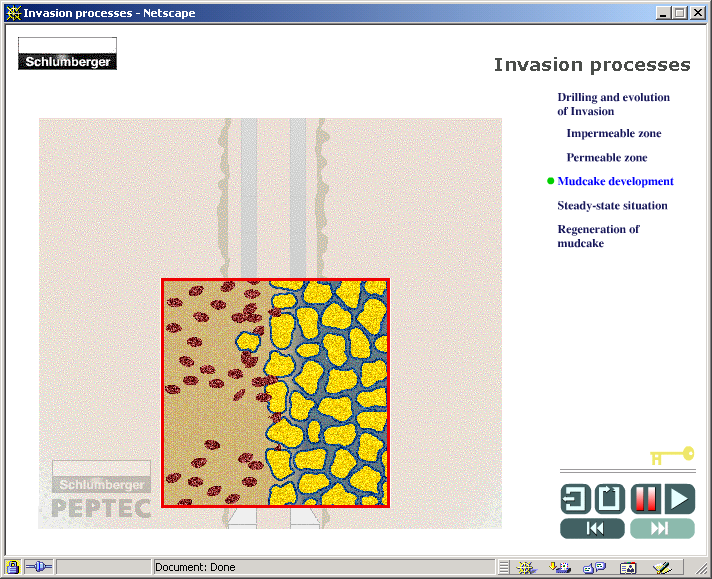 Invasion processes - Netscape
Schlumberger
Invasion processes
Drilling and evolution
of Invasion
Impermeable zone
Permeable zone
Mudcake development
Steady-state situation
Regeneration of
mudcake
Schlumberger
PEPTEC
Document: Done